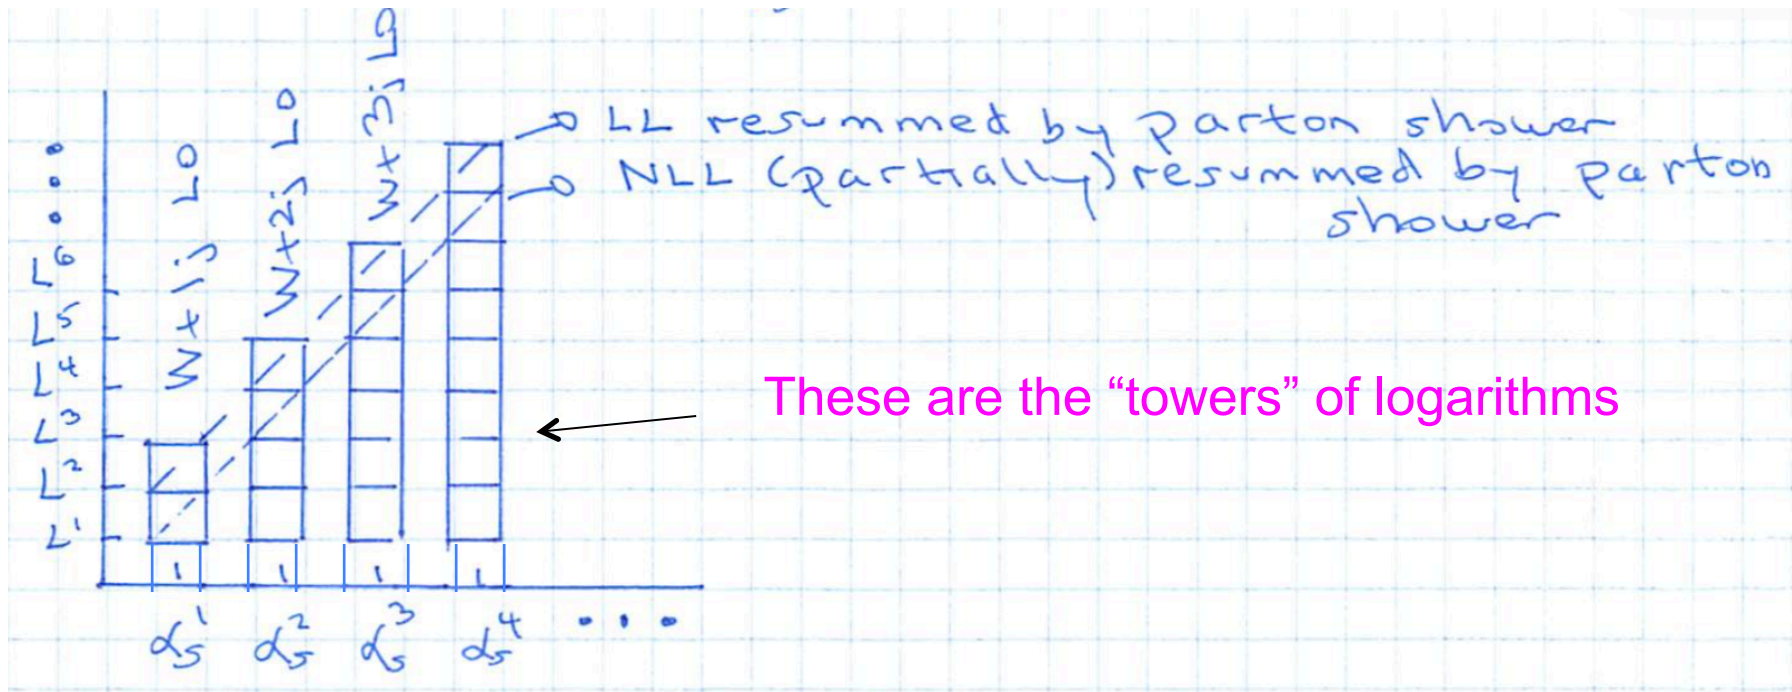 W+1j LO
W+2j LO
W+3j LO
LL resummed by parton shower
NLL (partially) resummed by parton
shower
These are the “towers” of logarithms
L⁶
L⁵
L⁴
L³
L²
L¹
1 1 1 1
αs¹ αs² αs³ αs⁴ • • •